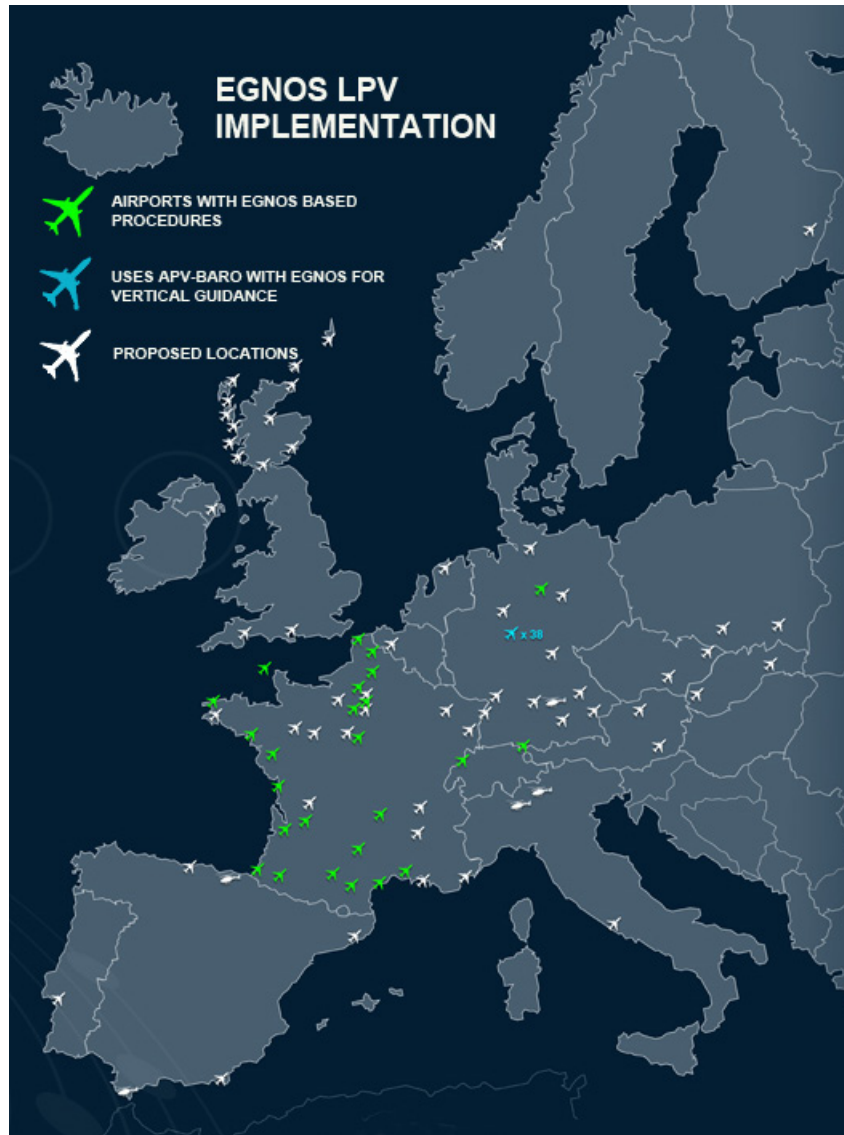 EGNOS LPV
IMPLEMENTATION
AIRPORTS WITH EGNOS BASED
PROCEDURES
USES APV-BARO WITH EGNOS FOR
VERTICAL GUIDANCE
PROPOSED LOCATIONS
x 38